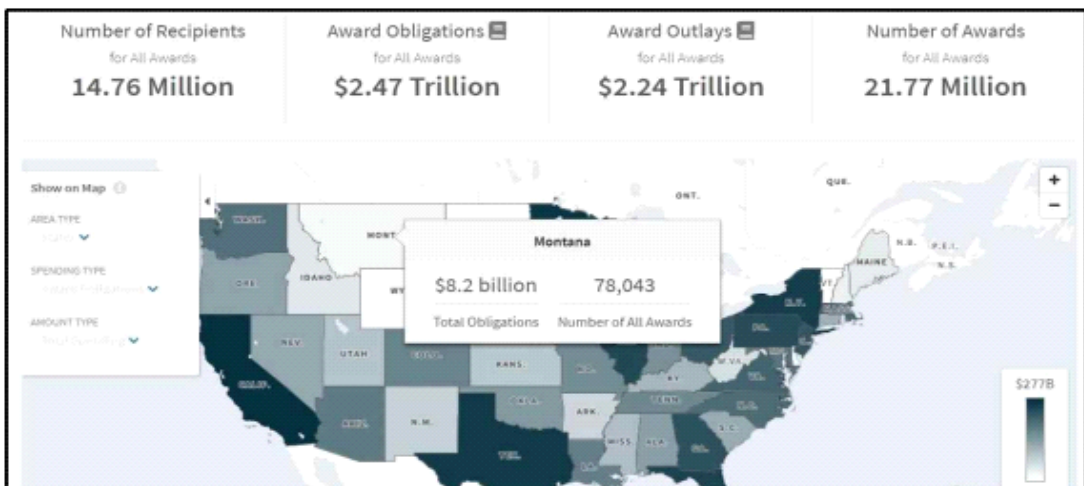 Number of Recipients
for All Awards
14.76 Million
Award Obligations
for All Awards
$2.47 Trillion
Award Outlays
for All Awards
$2.24 Trillion
Number of Awards
for All Awards
21.77 Million
Show on Map
AREA TYPE
States
SPENDING TYPE
AMOUNT TYPE
Total Spending
+
−
Montana
$8.2 billion
Total Obligations
78,043
Number of All Awards
ONT.
QUE.
N.B.
P.E.I.
N.S.
WASH.
MONT
MAINE
VT.
ORE.
IDAHO
WY
N.Y.
NEV.
UTAH
COLO.
KANS.
PA.
CALIF.
W.VA.
VA.
KY.
ARIZ.
N.M.
OKLA.
ARK.
TENN.
N.C.
TEX.
LA.
MISS.
ALA.
GA.
S.C.
$277B